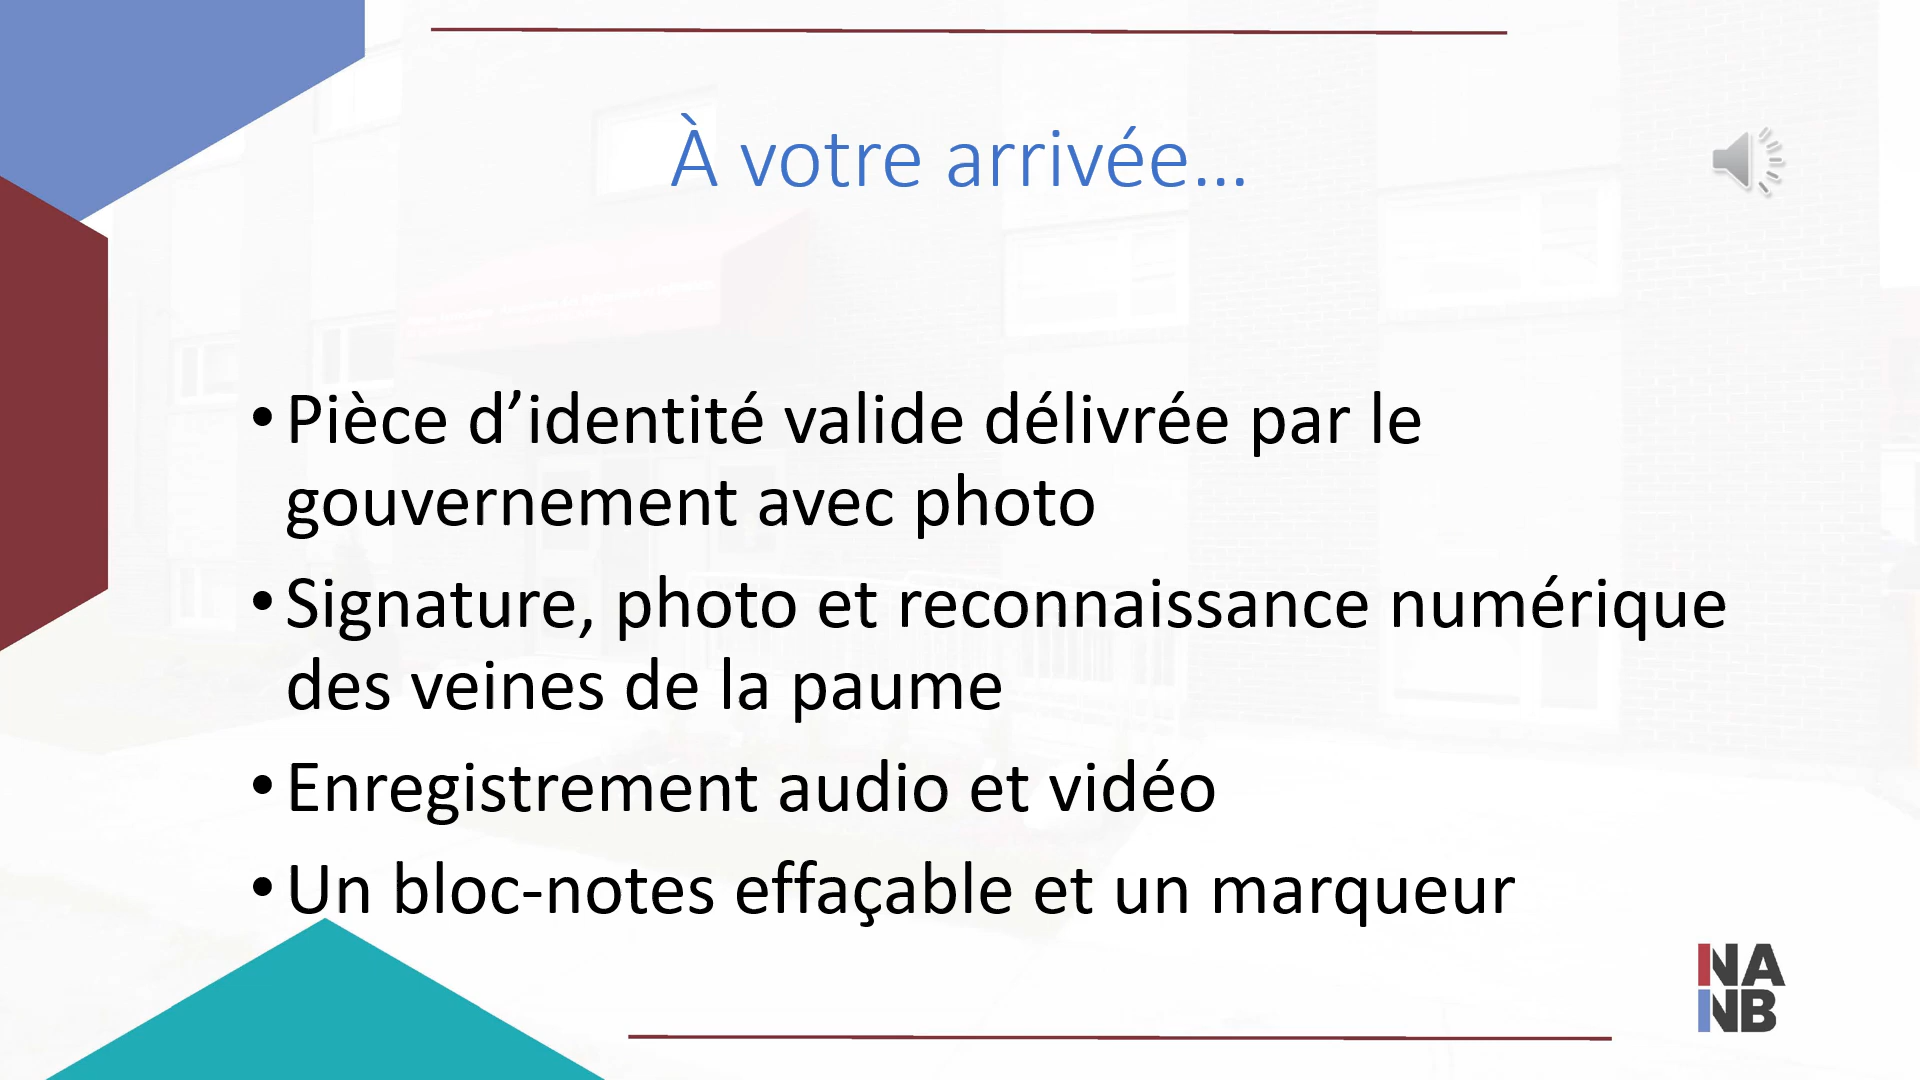 À votre arrivée...
• Pièce d’identité valide délivrée par le
gouvernement avec photo
• Signature, photo et reconnaissance numérique
des veines de la paume
• Enregistrement audio et vidéo
• Un bloc-notes effaçable et un marqueur
NA
NB